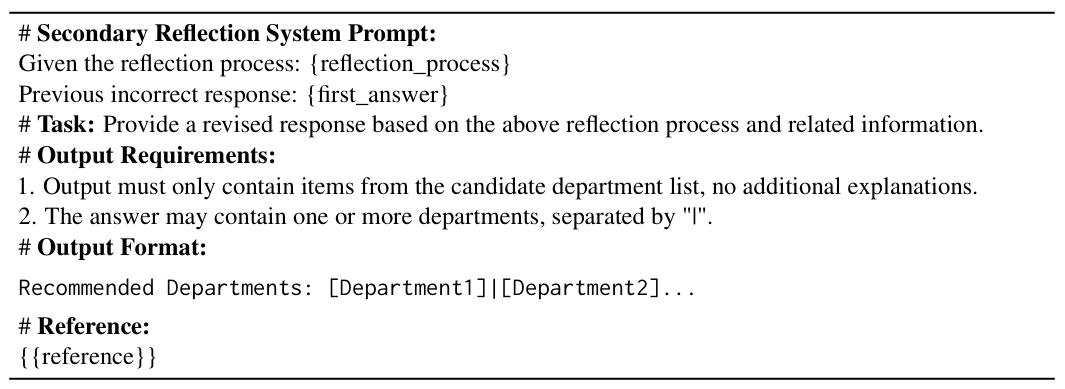 # Secondary Reflection System Prompt:
Given the reflection process: {reflection_process}
Previous incorrect response: {first_answer}
# Task: Provide a revised response based on the above reflection process and related information.
# Output Requirements:
1. Output must only contain items from the candidate department list, no additional explanations.
2. The answer may contain one or more departments, separated by "|".
# Output Format:
Recommended Departments: [Department1]|[Department2]...
# Reference:
{{reference}}